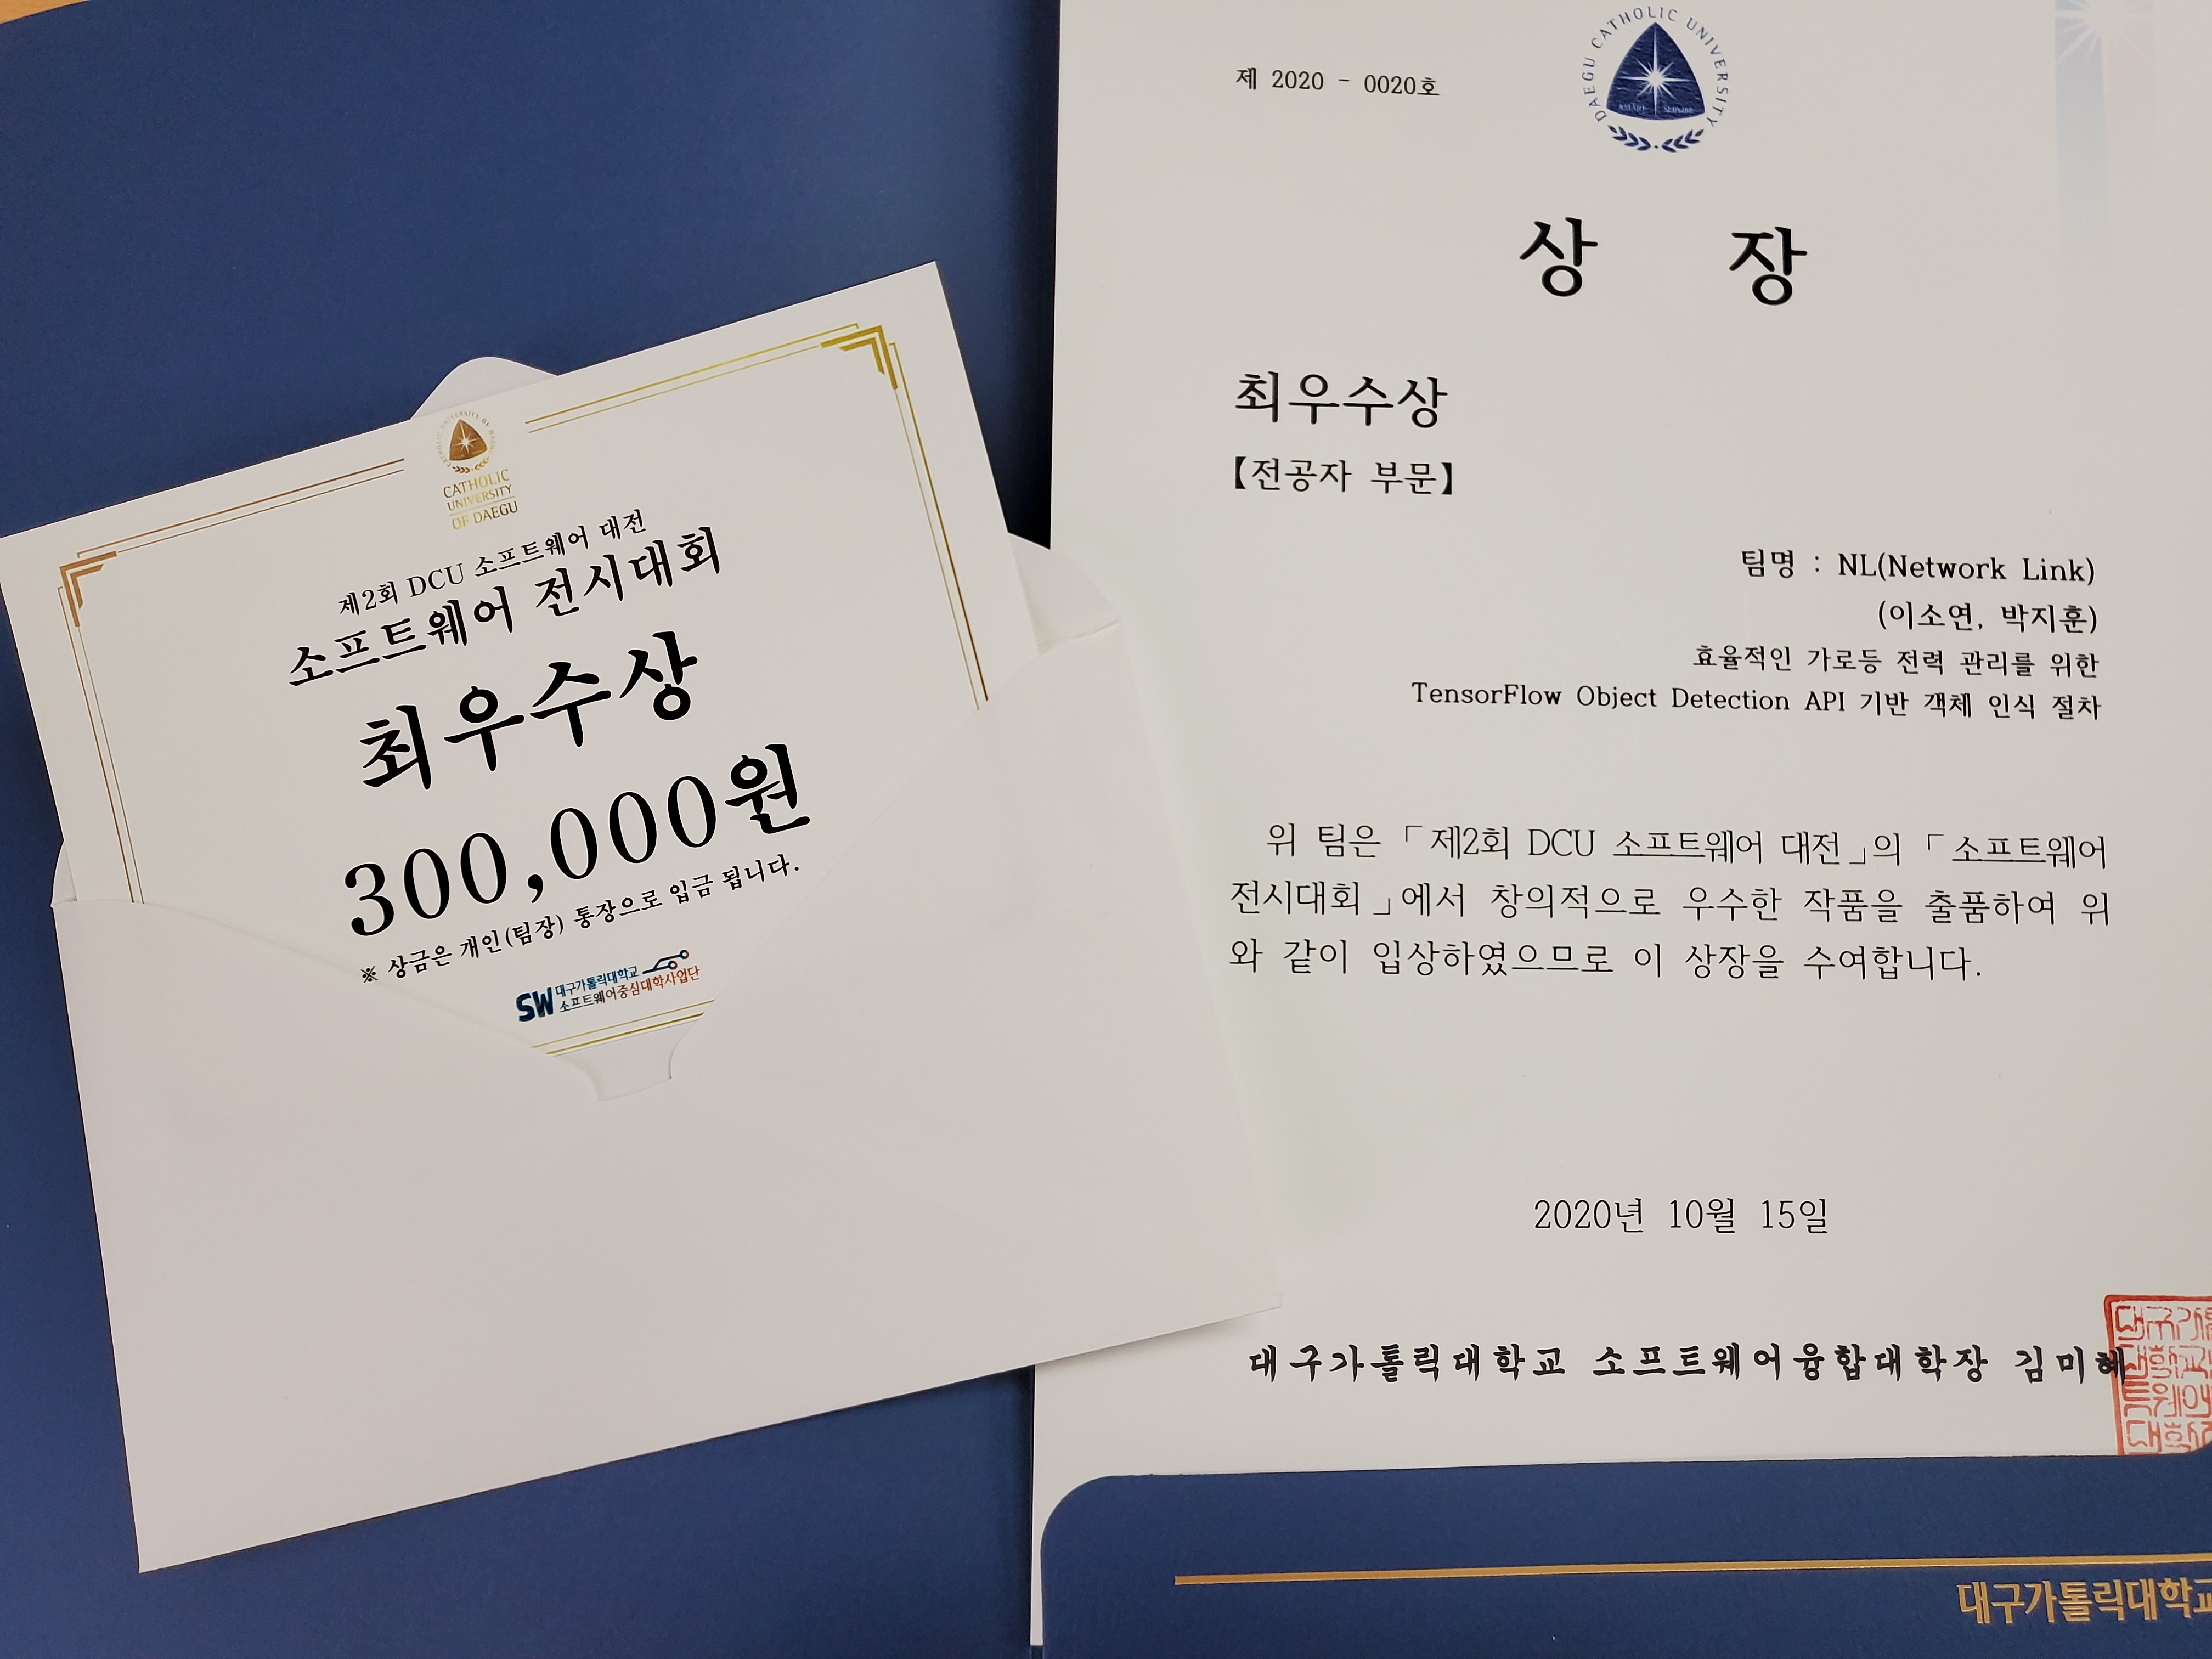 CATHOLIC UNIVERSITY OF DAEGU
CATHOLIC
UNIVERSITY
OF DAEGU
제2회 DCU 소프트웨어 대전
소프트웨어 전시대회
최우수상
300,000원
※ 상금은 개인(팀장) 통장으로 입금 됩니다.
SW 대구가톨릭대학교
소프트웨어중심대학사업단
제 2020 - 0020호
DAEGU CATHOLIC UNIVERSITY
상 장
최우수상
【전공자 부문】
팀명 : NL(Network Link)
(이소연, 박지훈)
효율적인 가로등 전력 관리를 위한
TensorFlow Object Detection API 기반 객체 인식 절차
위 팀은 「제2회 DCU 소프트웨어 대전」의 「소프트웨어
전시대회」에서 창의적으로 우수한 작품을 출품하여 위
와 같이 입상하였으므로 이 상장을 수여합니다.
2020년 10월 15일
대구가톨릭대학교 소프트웨어융합대학장 김미혜
대구가톨릭대학교